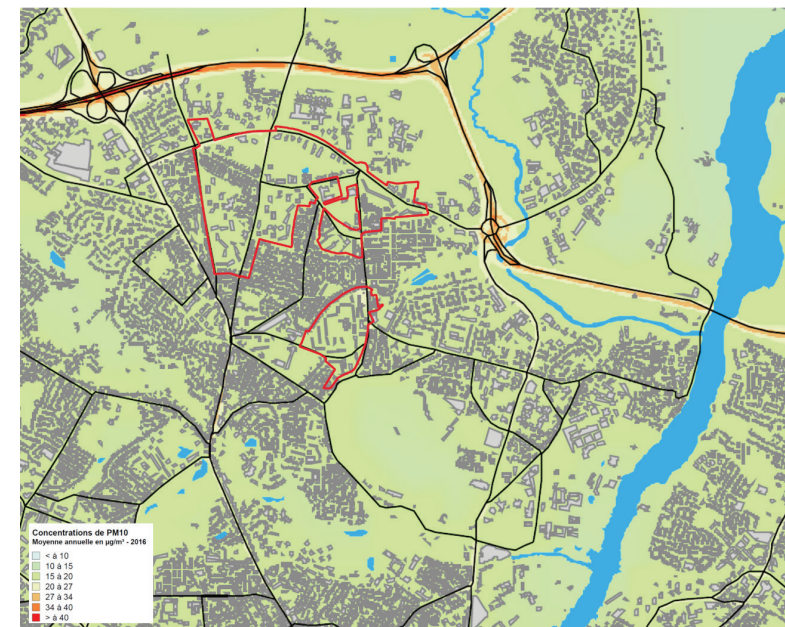 Concentrations de PM10
Moyenne annuelle en µg/m³ - 2016
< à 10
10 à 15
15 à 20
20 à 27
27 à 34
34 à 40
> à 40